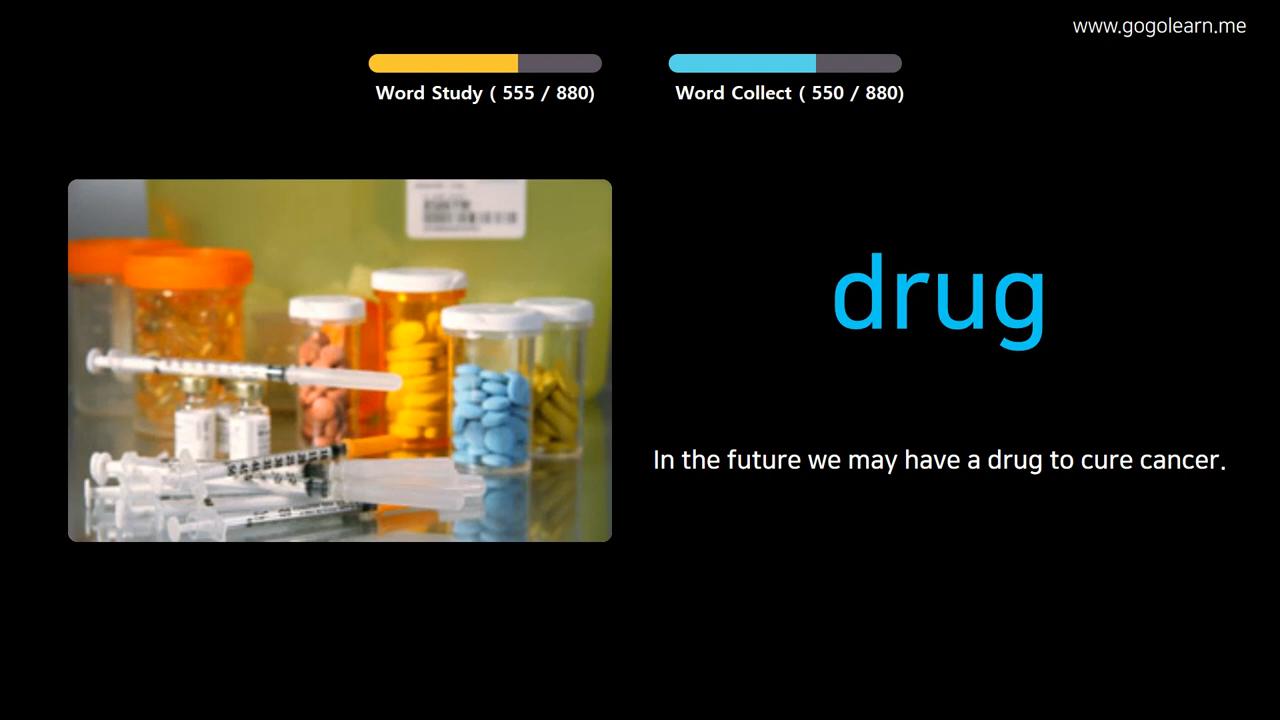 www.gogolearn.me
Word Study ( 555 / 880)
Word Collect ( 550 / 880)
drug
In the future we may have a drug to cure cancer.